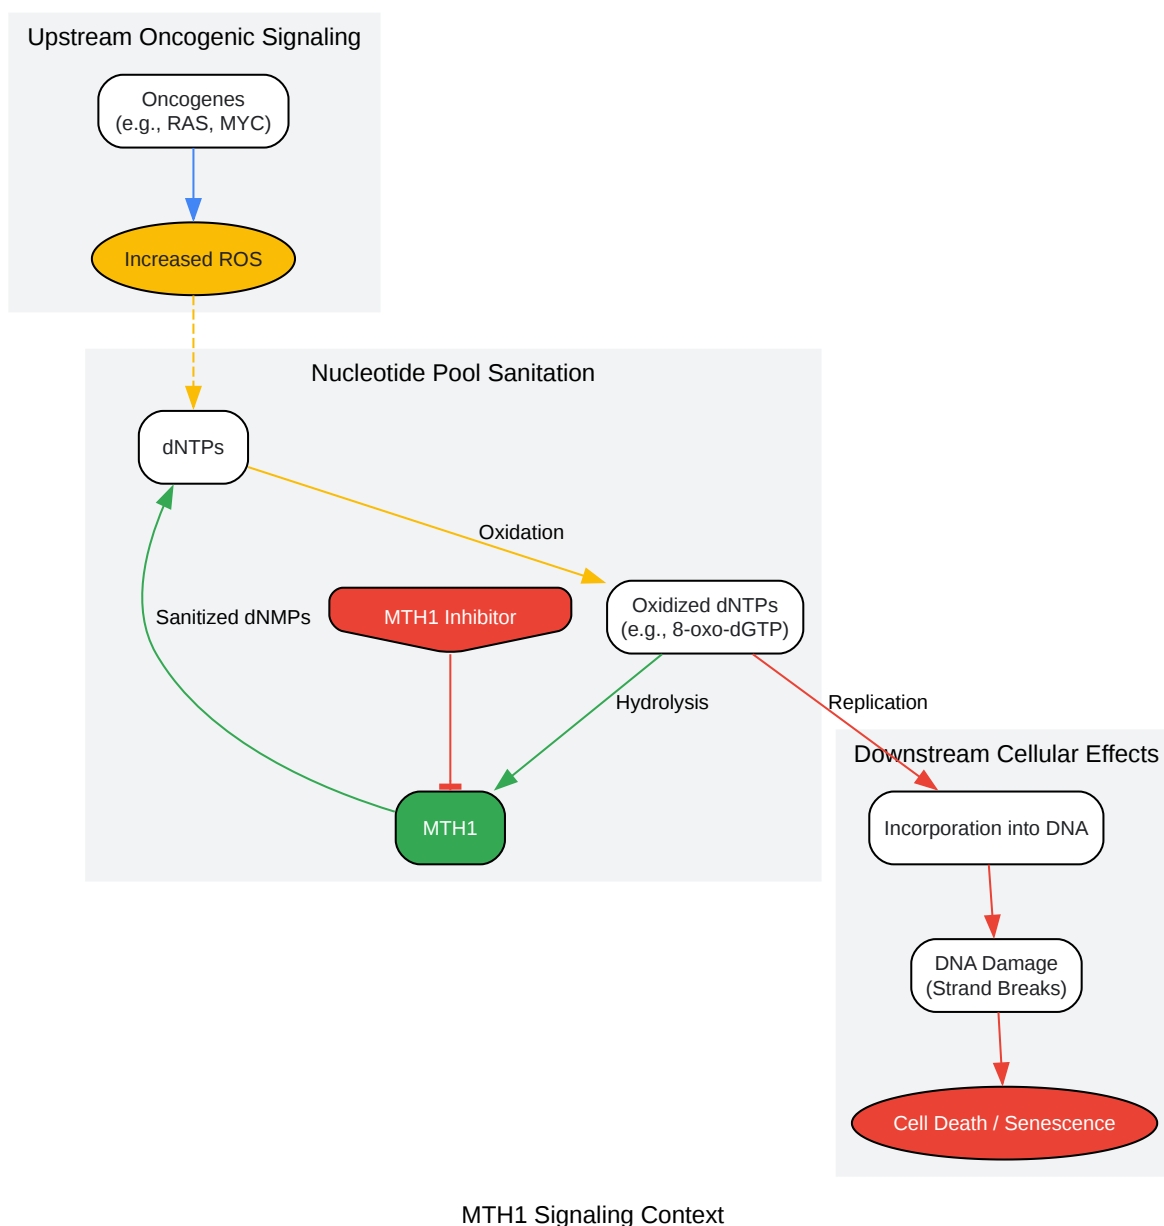 Upstream Oncogenic Signaling
Oncogenes
(e.g., RAS, MYC)
Increased ROS
Nucleotide Pool Sanitation
dNTPs
Oxidation
Sanitized dNMPs
MTH1 Inhibitor
Oxidized dNTPs
(e.g., 8-oxo-dGTP)
Hydrolysis
Replication
MTH1
Downstream Cellular Effects
Incorporation into DNA
DNA Damage
(Strand Breaks)
Cell Death / Senescence
MTH1 Signaling Context